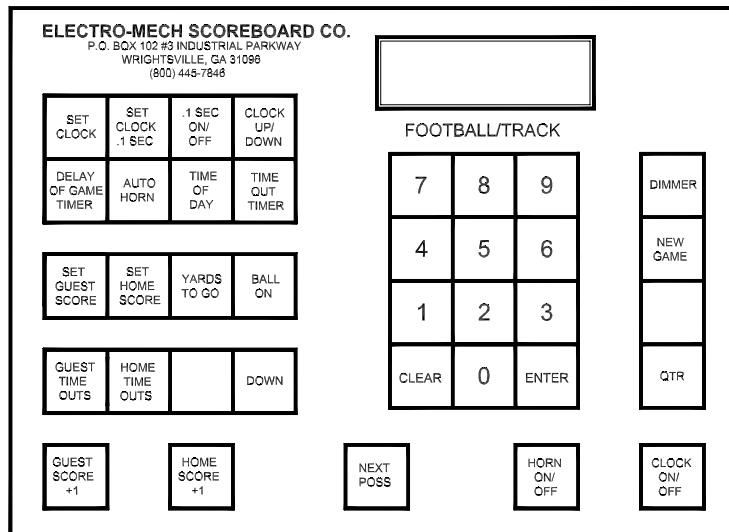 ELECTRO-MECH SCOREBOARD CO.
P.O. BOX 102 #3 INDUSTRIAL PARKWAY
WRIGHTSVILLE, GA 31096
(800) 445-7846
FOOTBALL/TRACK
SET
CLOCK
SET
CLOCK
.1 SEC
.1 SEC
ON/
OFF
CLOCK
UP/
DOWN
DELAY
OF GAME
TIMER
AUTO
HORN
TIME
OF
DAY
TIME
OUT
TIMER
SET
GUEST
SCORE
SET
HOME
SCORE
YARDS
TO GO
BALL
ON
GUEST
TIME
OUTS
HOME
TIME
OUTS
DOWN
7
8
9
4
5
6
1
2
3
CLEAR
0
ENTER
DIMMER
NEW
GAME
QTR
GUEST
SCORE
+1
HOME
SCORE
+1
NEXT
POSS
HORN
ON/
OFF
CLOCK
ON/
OFF